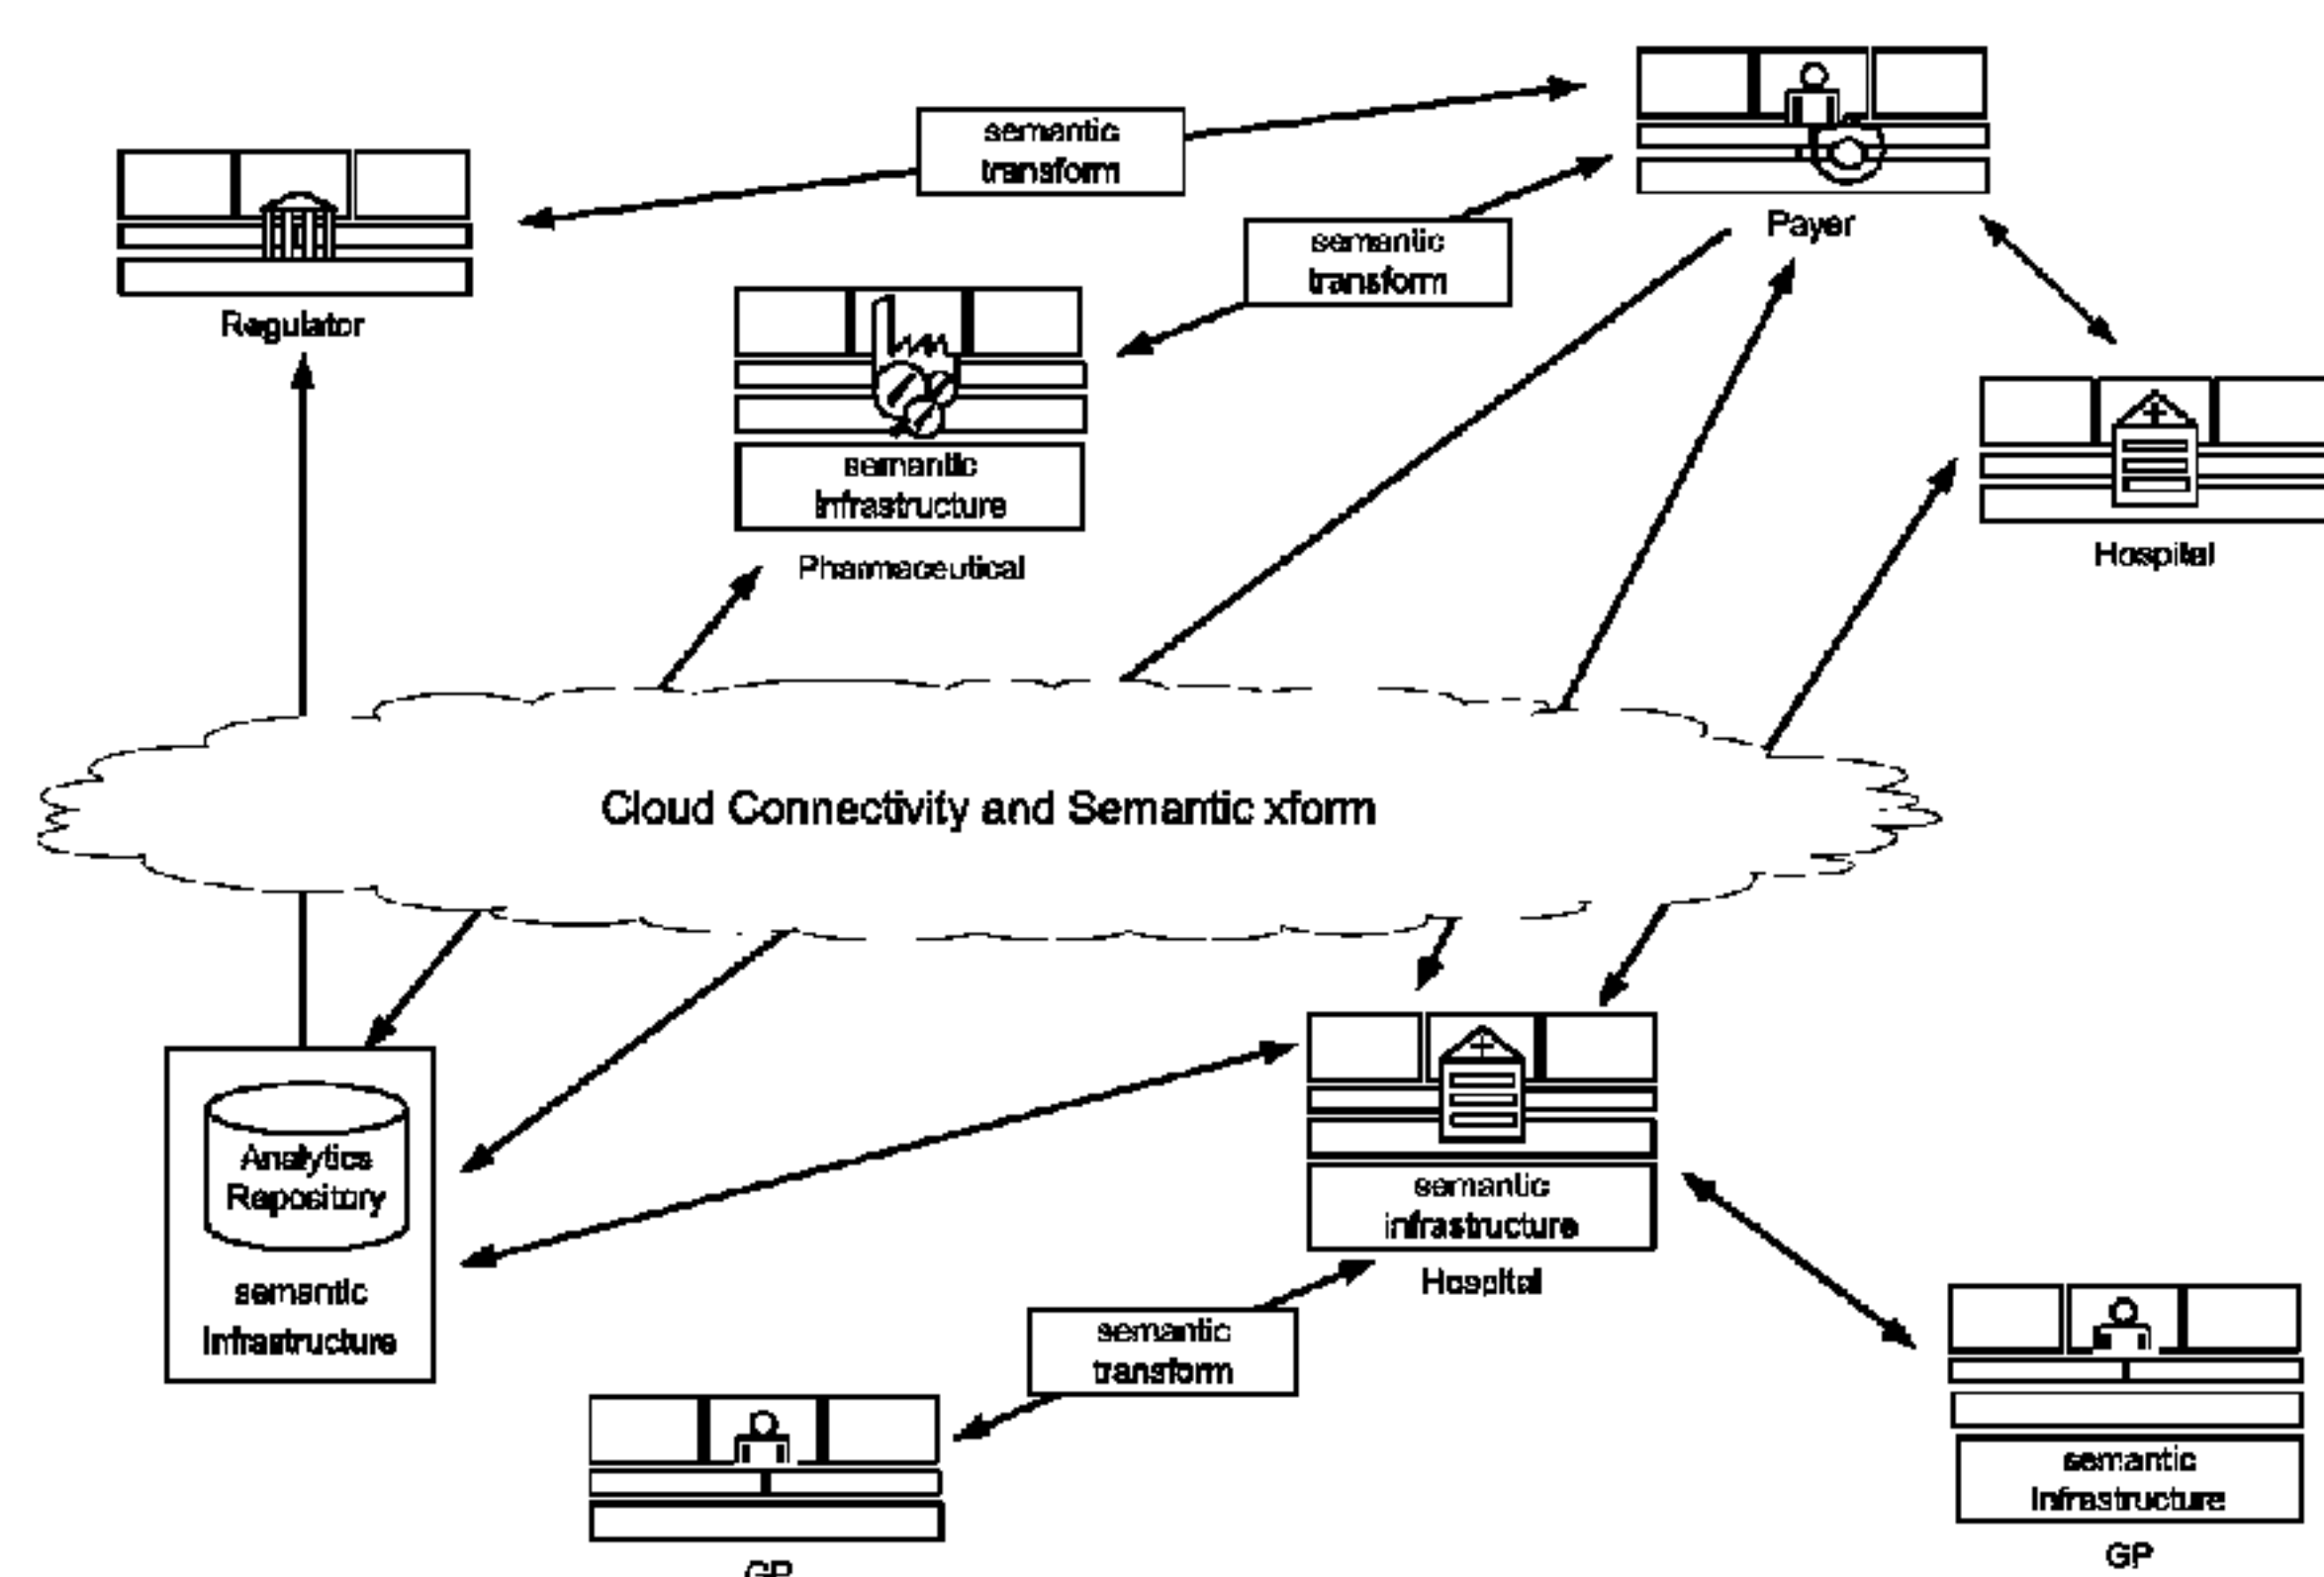 semantic
transform
Payer
semantic
transform
Regulator
semantic
Infrastructure
Pharmaceutical
Hospital
Cloud Connectivity and Semantic xform
Analytics
Repository
semantic
Infrastructure
semantic
infrastructure
Hospital
semantic
transform
semantic
Infrastructure
GP
GP